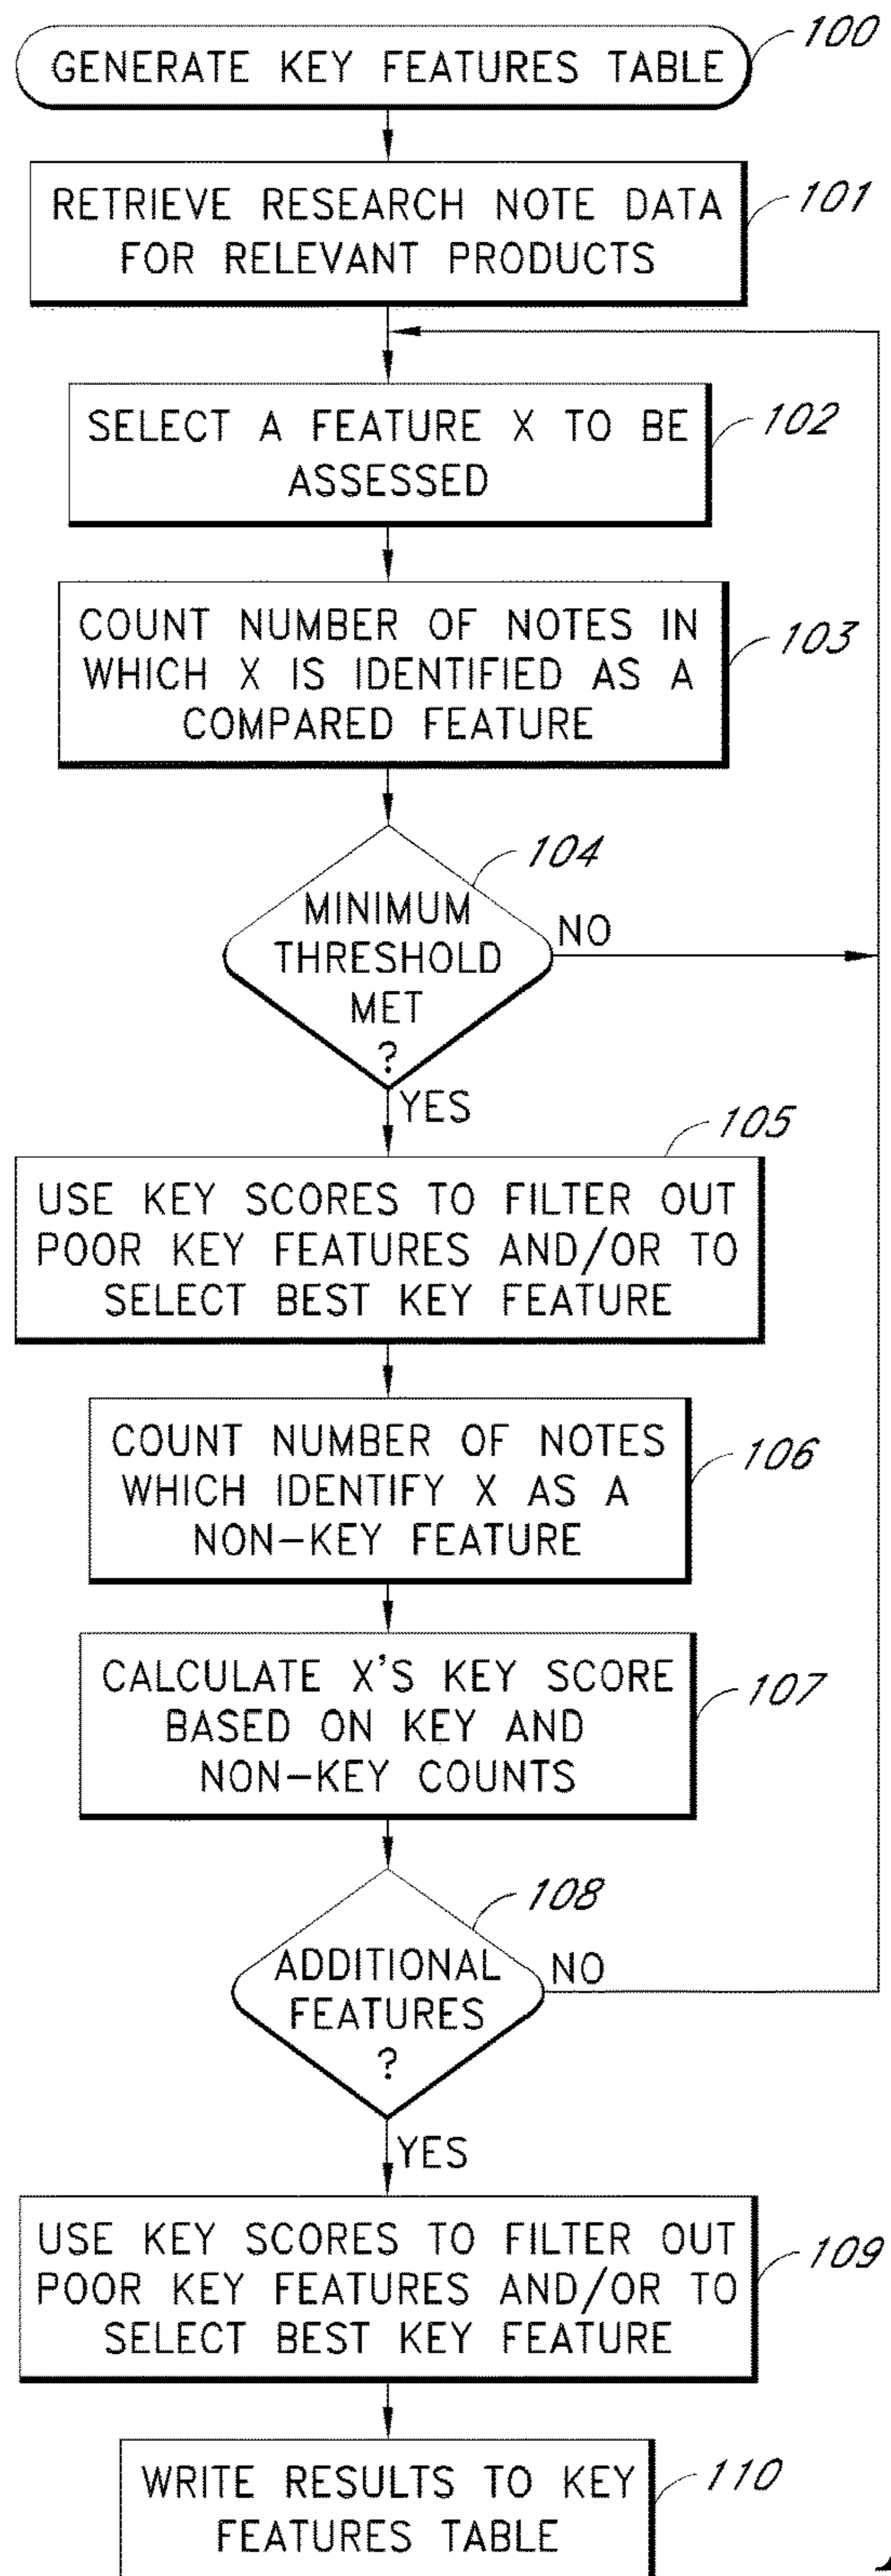 GENERATE KEY FEATURES TABLE
100
RETRIEVE RESEARCH NOTE DATA
FOR RELEVANT PRODUCTS
101
SELECT A FEATURE X TO BE
ASSESSED
102
COUNT NUMBER OF NOTES IN
WHICH X IS IDENTIFIED AS A
COMPARED FEATURE
103
104
MINIMUM
THRESHOLD
MET
?
NO
YES
105
USE KEY SCORES TO FILTER OUT
POOR KEY FEATURES AND/OR TO
SELECT BEST KEY FEATURE
COUNT NUMBER OF NOTES
WHICH IDENTIFY X AS A
NON-KEY FEATURE
106
CALCULATE X'S KEY SCORE
BASED ON KEY AND
NON-KEY COUNTS
107
108
ADDITIONAL
FEATURES
?
NO
YES
USE KEY SCORES TO FILTER OUT
POOR KEY FEATURES AND/OR TO
SELECT BEST KEY FEATURE
109
WRITE RESULTS TO KEY
FEATURES TABLE
110